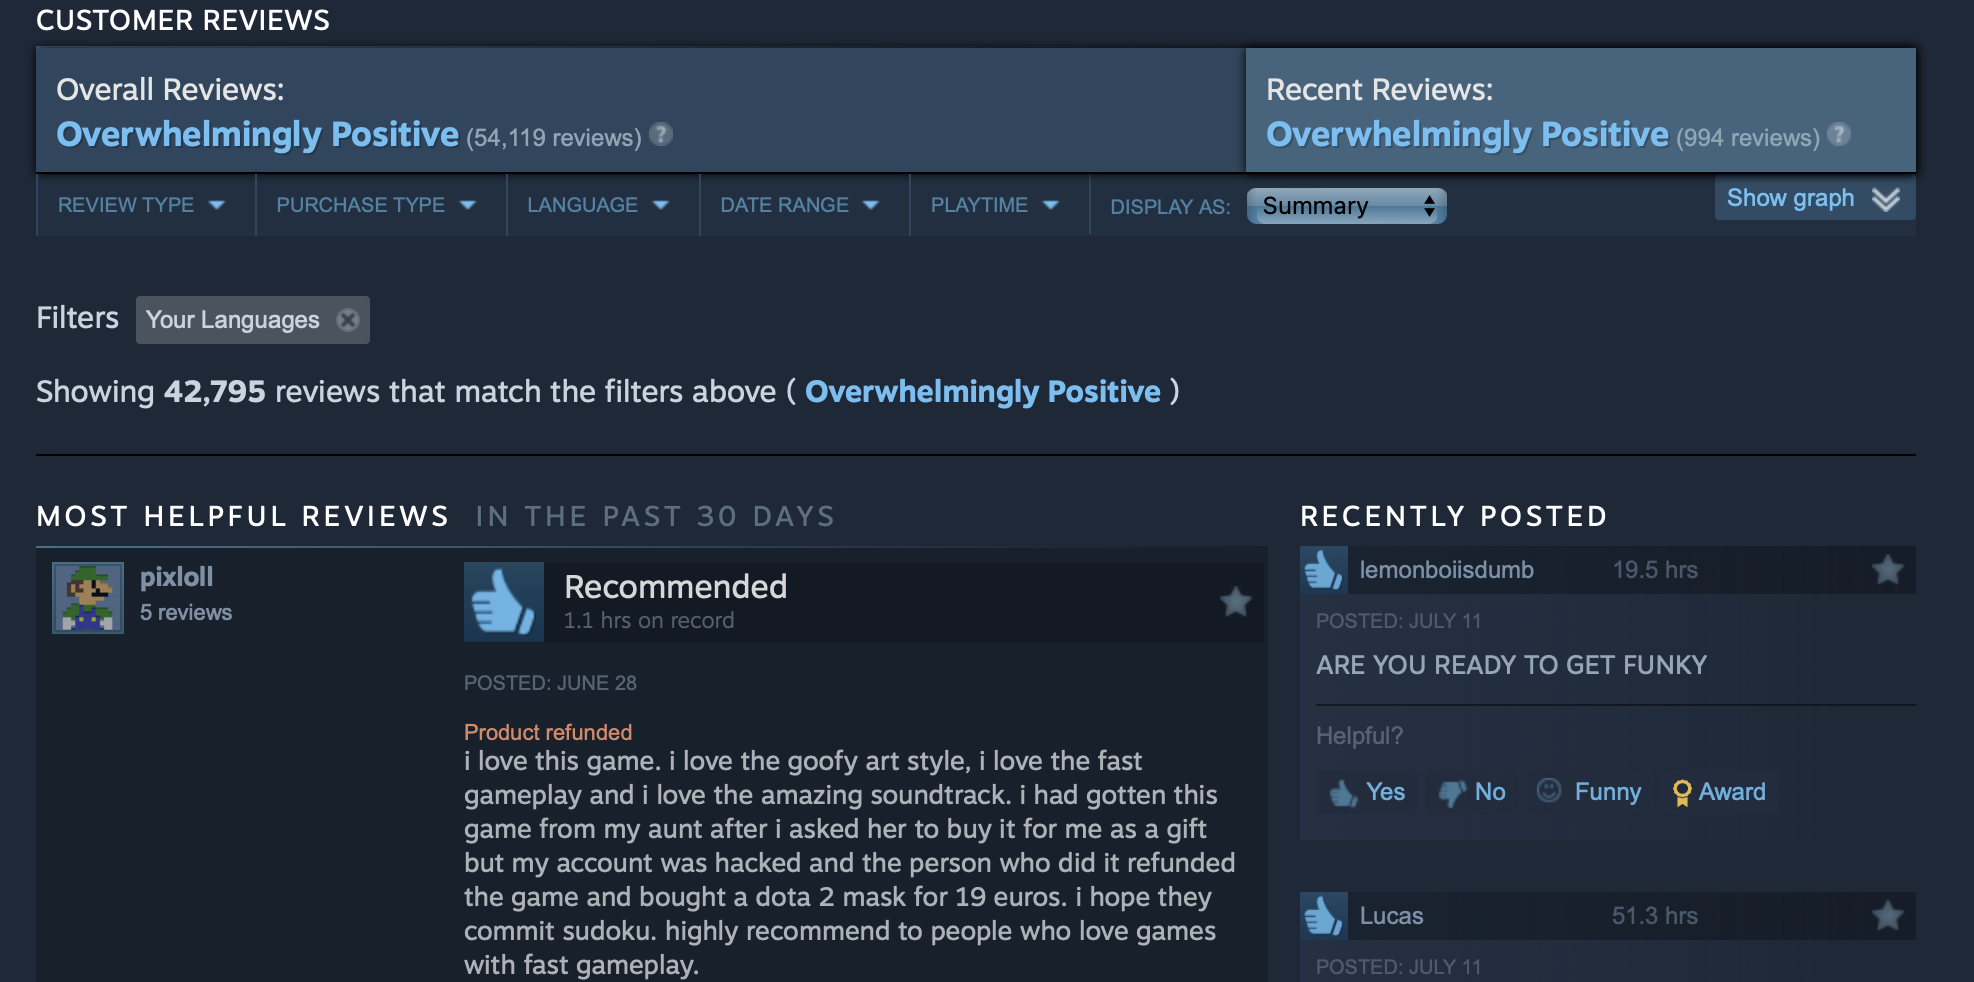 CUSTOMER REVIEWS
Overall Reviews:
Overwhelmingly Positive (54,119 reviews) ?
Recent Reviews:
Overwhelmingly Positive (994 reviews) ?
REVIEW TYPE
PURCHASE TYPE
LANGUAGE
DATE RANGE
PLAYTIME
DISPLAY AS:
Summary
Show graph
Filters
Your Languages
Showing 42,795 reviews that match the filters above ( Overwhelmingly Positive )
MOST HELPFUL REVIEWS IN THE PAST 30 DAYS
pixloll
5 reviews
Recommended
1.1 hrs on record
POSTED: JUNE 28
Product refunded
i love this game. i love the goofy art style, i love the fast
gameplay and i love the amazing soundtrack. i had gotten this
game from my aunt after i asked her to buy it for me as a gift
but my account was hacked and the person who did it refunded
the game and bought a dota 2 mask for 19 euros. i hope they
commit sudoku. highly recommend to people who love games
with fast gameplay.
RECENTLY POSTED
lemonboiisdumb
19.5 hrs
POSTED: JULY 11
ARE YOU READY TO GET FUNKY
Helpful?
Yes
No
Funny
Award
Lucas
51.3 hrs
POSTED: JULY 11